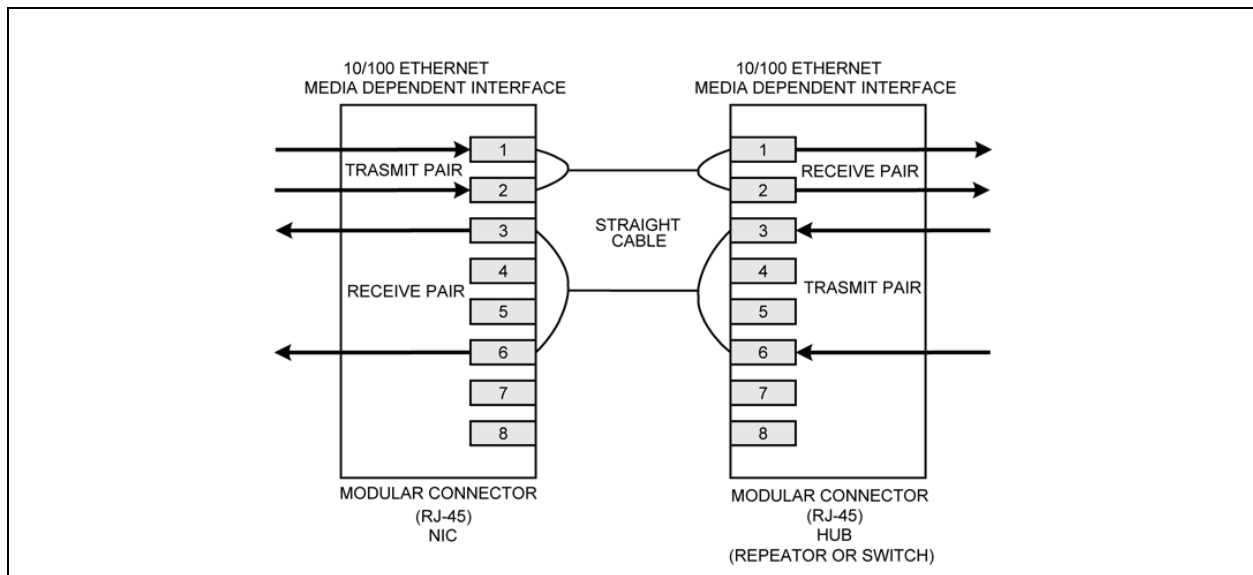 10/100 ETHERNET
MEDIA DEPENDENT INTERFACE
1
TRASMIT PAIR
2
3
4
RECEIVE PAIR
5
6
7
8
MODULAR CONNECTOR
(RJ-45)
NIC
STRAIGHT
CABLE
10/100 ETHERNET
MEDIA DEPENDENT INTERFACE
1
RECEIVE PAIR
2
3
4
TRASMIT PAIR
5
6
7
8
MODULAR CONNECTOR
(RJ-45)
HUB
(REPEATOR OR SWITCH)